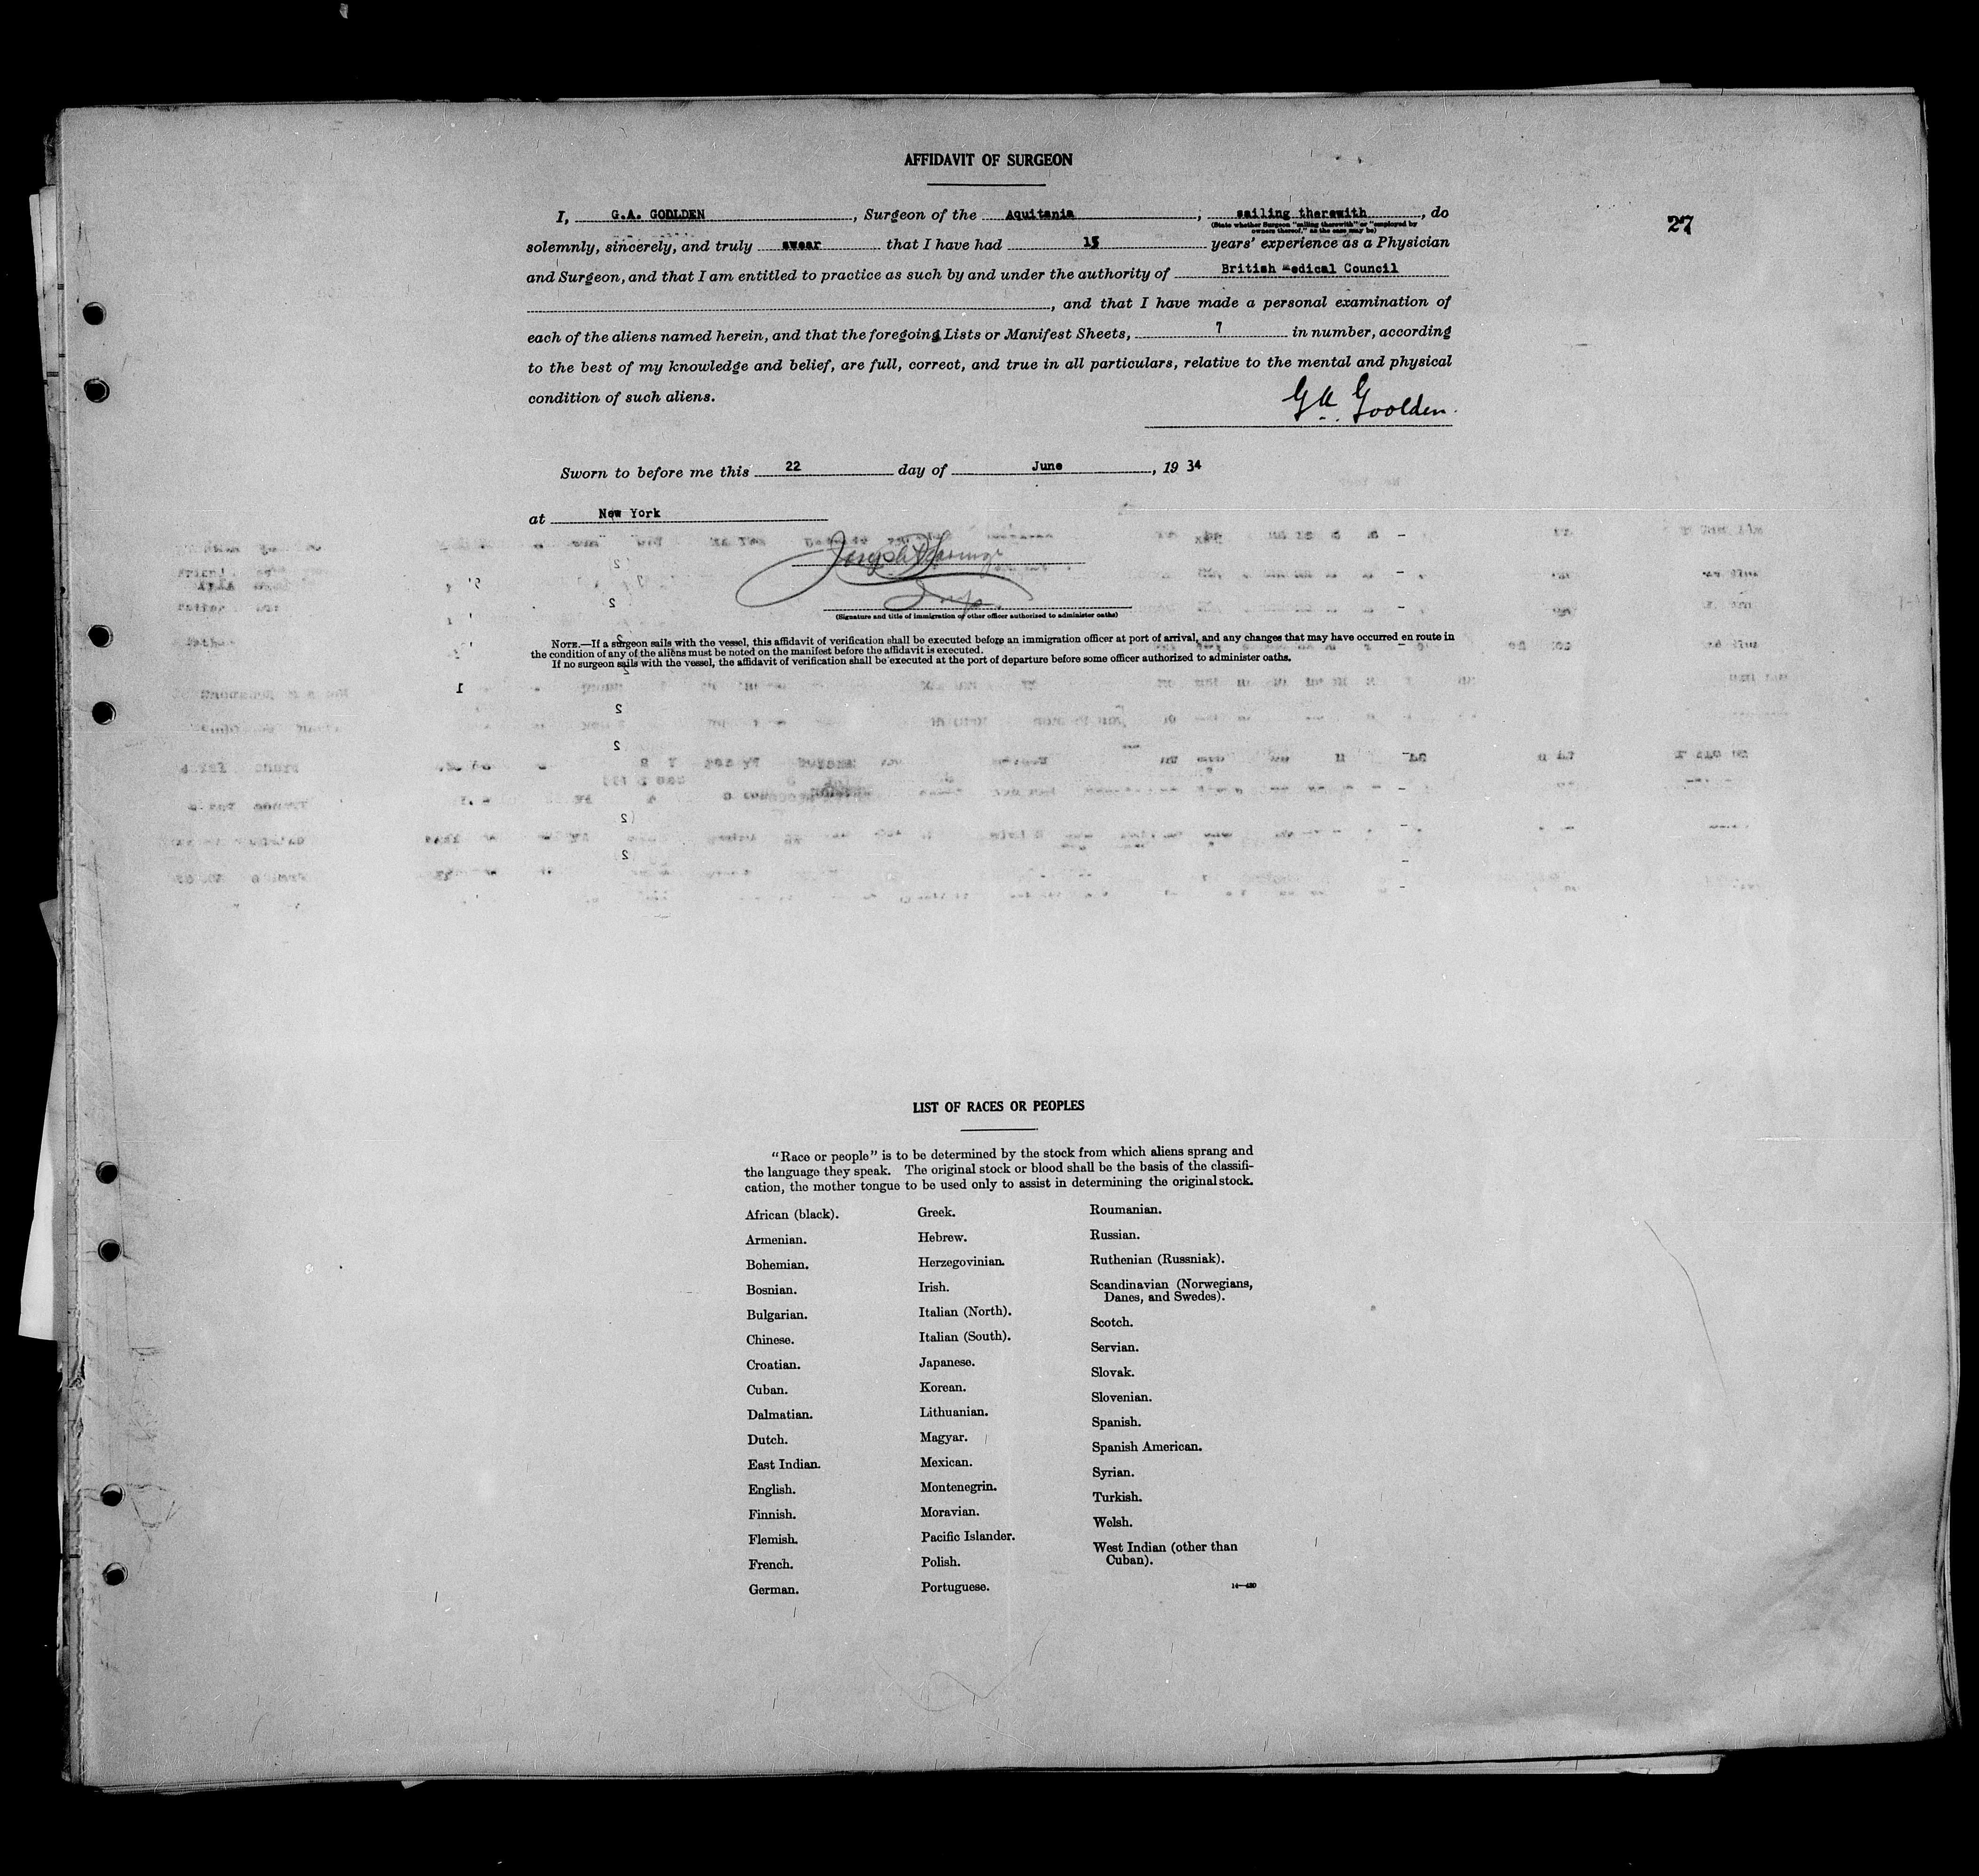 AFFIDAVIT OF SURGEON
27
I, G.A. GOOLDEN, Surgeon of the Aquitania, sailing therewith, do
(State whether Surgeon "sailing therewith" or "employed by
owners thereof," as the case may be)
solemnly, sincerely, and truly swear that I have had 15 years' experience as a Physician
and Surgeon, and that I am entitled to practice as such by and under the authority of British Medical Council
, and that I have made a personal examination of
each of the aliens named herein, and that the foregoing Lists or Manifest Sheets, 7 in number, according
to the best of my knowledge and belief, are full, correct, and true in all particulars, relative to the mental and physical
condition of such aliens.
GA Goolden.
Sworn to before me this 22 day of June, 1934
at New York
Joseph
Insp.
(Signature and title of immigration or other officer authorized to administer oaths)
NOTE.—If a surgeon sails with the vessel, this affidavit of verification shall be executed before an immigration officer at port of arrival, and any changes that may have occurred en route in
the condition of any of the aliens must be noted on the manifest before the affidavit is executed.
If no surgeon sails with the vessel, the affidavit of verification shall be executed at the port of departure before some officer authorized to administer oaths.
LIST OF RACES OR PEOPLES
"Race or people" is to be determined by the stock from which aliens sprang and
the language they speak. The original stock or blood shall be the basis of the classifi-
cation, the mother tongue to be used only to assist in determining the original stock.
African (black).
Armenian.
Bohemian.
Bosnian.
Bulgarian.
Chinese.
Croatian.
Cuban.
Dalmatian.
Dutch.
East Indian.
English.
Finnish.
Flemish.
French.
German.
Greek.
Hebrew.
Herzegovinian.
Irish.
Italian (North).
Italian (South).
Japanese.
Korean.
Lithuanian.
Magyar.
Mexican.
Montenegrin.
Moravian.
Pacific Islander.
Polish.
Portuguese.
Roumanian.
Russian.
Ruthenian (Russniak).
Scandinavian (Norwegians,
Danes, and Swedes).
Scotch.
Servian.
Slovak.
Slovenian.
Spanish.
Spanish American.
Syrian.
Turkish.
Welsh.
West Indian (other than
Cuban).
14—430